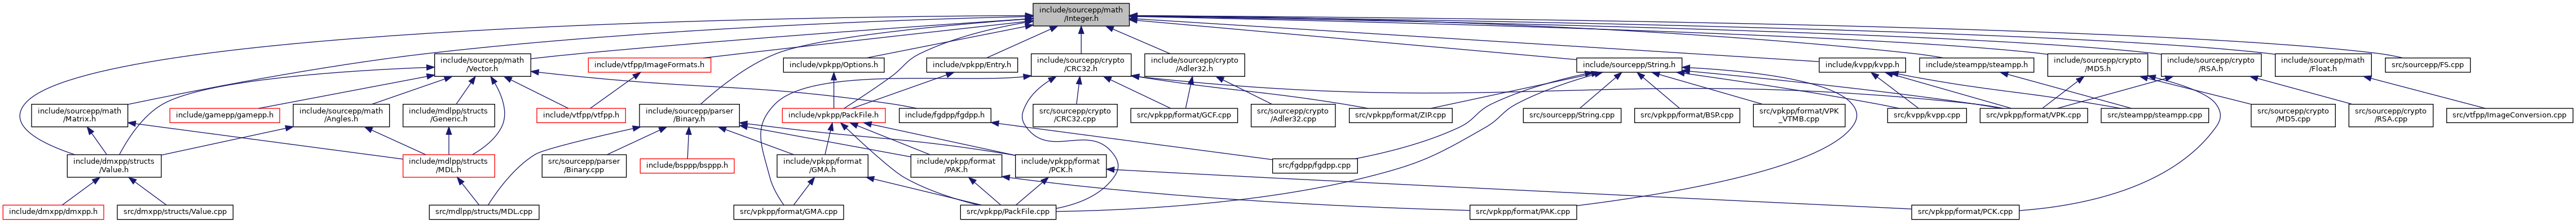 include/sourcepp/math
/Integer.h
include/sourcepp/math
/Vector.h
include/vtfpp/ImageFormats.h
include/vpkpp/Options.h
include/vpkpp/Entry.h
include/sourcepp/crypto
/CRC32.h
include/sourcepp/crypto
/Adler32.h
include/sourcepp/String.h
include/kvpp/kvpp.h
include/steampp/steampp.h
include/sourcepp/crypto
/MD5.h
include/sourcepp/crypto
/RSA.h
include/sourcepp/math
/Float.h
src/sourcepp/FS.cpp
include/sourcepp/math
/Matrix.h
include/gamepp/gamepp.h
include/sourcepp/math
/Angles.h
include/mdlpp/structs
/Generic.h
include/vtfpp/vtfpp.h
include/sourcepp/parser
/Binary.h
include/vpkpp/PackFile.h
include/fgdpp/fgdpp.h
src/sourcepp/crypto
/CRC32.cpp
src/vpkpp/format/GCF.cpp
src/sourcepp/crypto
/Adler32.cpp
src/vpkpp/format/ZIP.cpp
src/sourcepp/String.cpp
src/vpkpp/format/BSP.cpp
src/vpkpp/format/VPK
_VTMB.cpp
src/kvpp/kvpp.cpp
src/vpkpp/format/VPK.cpp
src/steampp/steampp.cpp
src/sourcepp/crypto
/MD5.cpp
src/sourcepp/crypto
/RSA.cpp
src/vtfpp/ImageConversion.cpp
include/dmxpp/structs
/Value.h
include/mdlpp/structs
/MDL.h
src/sourcepp/parser
/Binary.cpp
include/bsppp/bsppp.h
include/vpkpp/format
/GMA.h
include/vpkpp/format
/PAK.h
include/vpkpp/format
/PCK.h
src/fgdpp/fgdpp.cpp
include/dmxpp/dmxpp.h
src/dmxpp/structs/Value.cpp
src/mdlpp/structs/MDL.cpp
src/vpkpp/format/GMA.cpp
src/vpkpp/PackFile.cpp
src/vpkpp/format/PAK.cpp
src/vpkpp/format/PCK.cpp